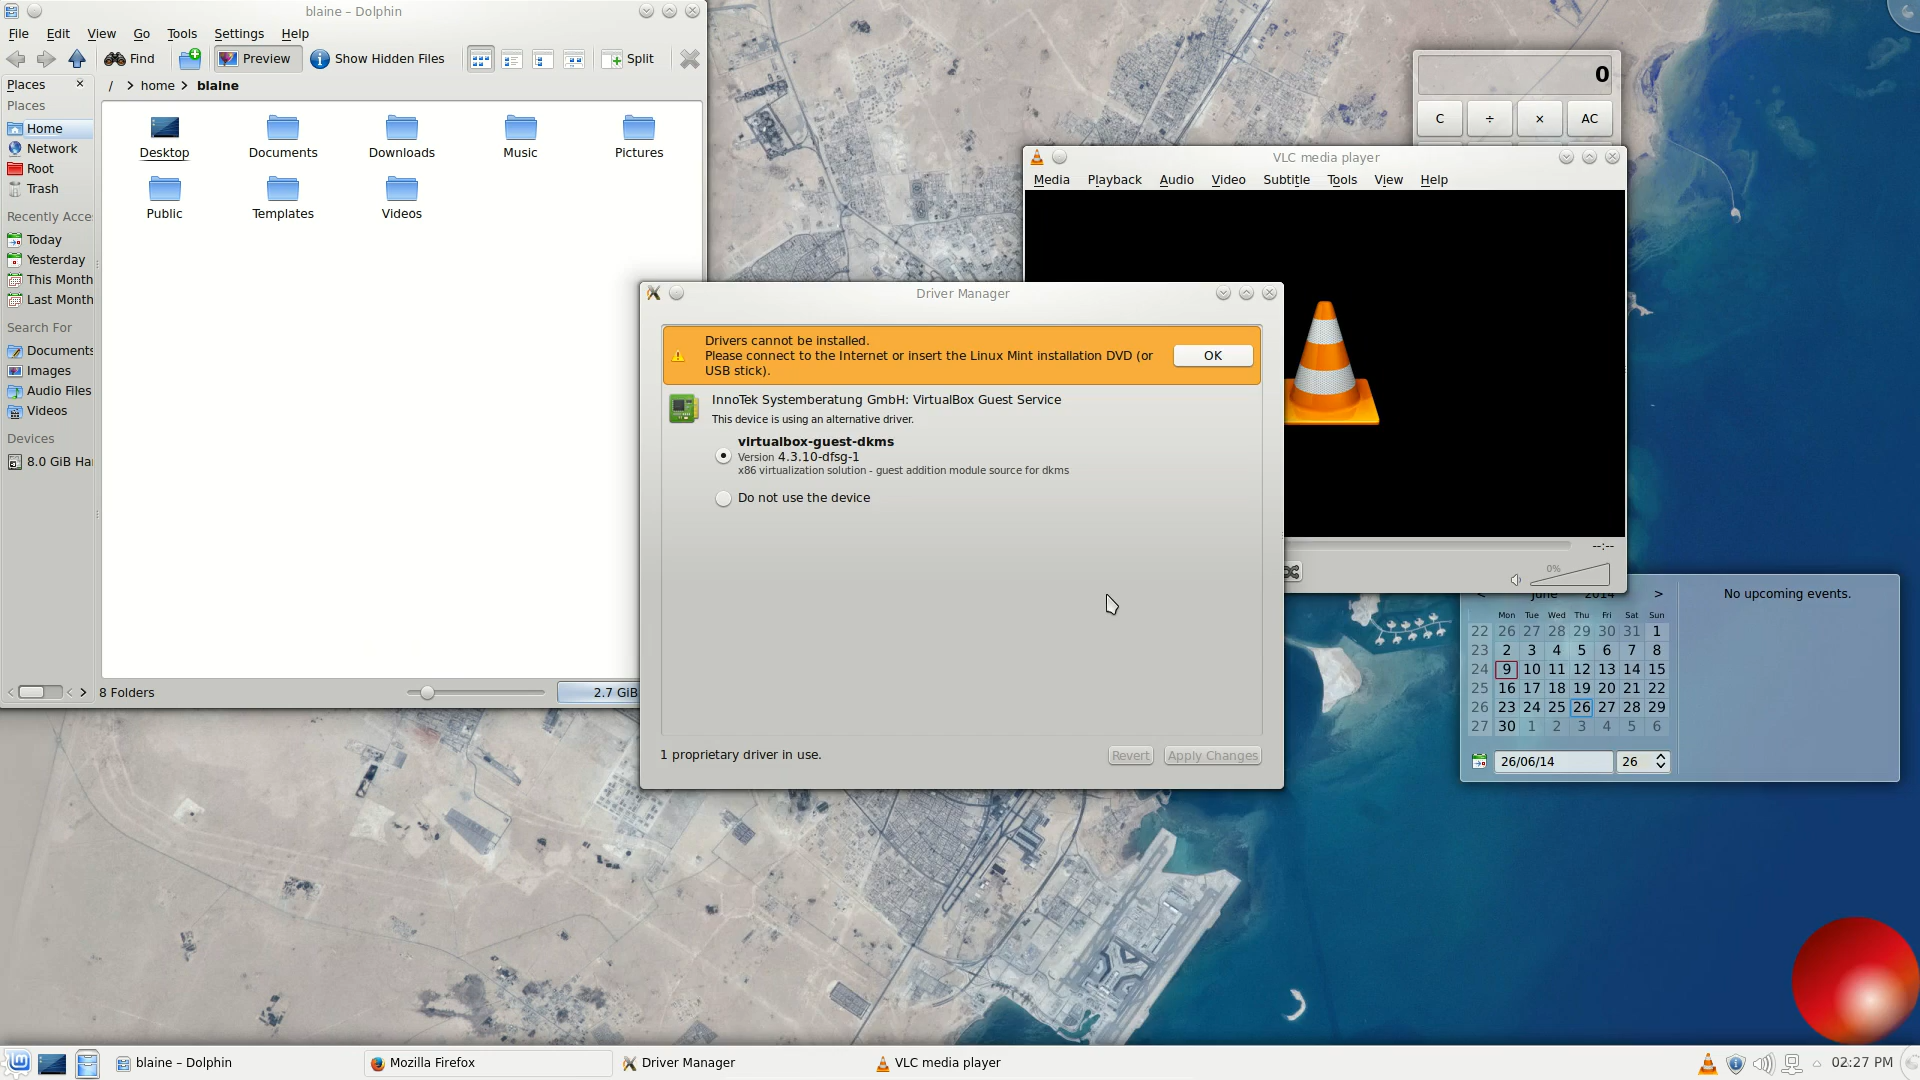 blaine – Dolphin
File Edit View Go Tools Settings Help
Find Preview Show Hidden Files Split
Places
/ > home > blaine
Places
Home
Network
Root
Trash
Recently Acce
Today
Yesterday
This Month
Last Month
Search For
Documents
Images
Audio Files
Videos
Devices
8.0 GiB Har
Desktop Documents Downloads Music Pictures
Public Templates Videos
8 Folders 2.7 GiB
0
C ÷ × AC
VLC media player
Media Playback Audio Video Subtitle Tools View Help
--:--
0%
Driver Manager
Drivers cannot be installed.
Please connect to the Internet or insert the Linux Mint installation DVD (or
USB stick).
OK
InnoTek Systemberatung GmbH: VirtualBox Guest Service
This device is using an alternative driver.
virtualbox-guest-dkms
Version 4.3.10-dfsg-1
x86 virtualization solution - guest addition module source for dkms
Do not use the device
1 proprietary driver in use.
Revert Apply Changes
< June 2014 >
Mon Tue Wed Thu Fri Sat Sun
22 26 27 28 29 30 31 1
23 2 3 4 5 6 7 8
24 9 10 11 12 13 14 15
25 16 17 18 19 20 21 22
26 23 24 25 26 27 28 29
27 30 1 2 3 4 5 6
26/06/14 26
No upcoming events.
blaine – Dolphin Mozilla Firefox Driver Manager VLC media player 02:27 PM